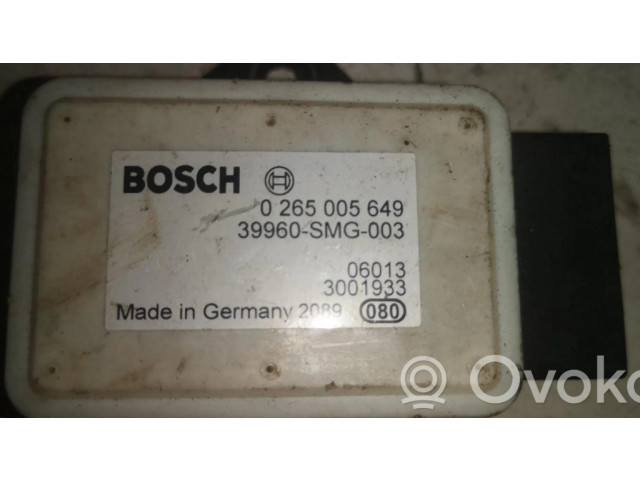 BOSCH
0 265 005 649
39960-SMG-003
06013
3001933
Made in Germany 2089 080
Ovoko